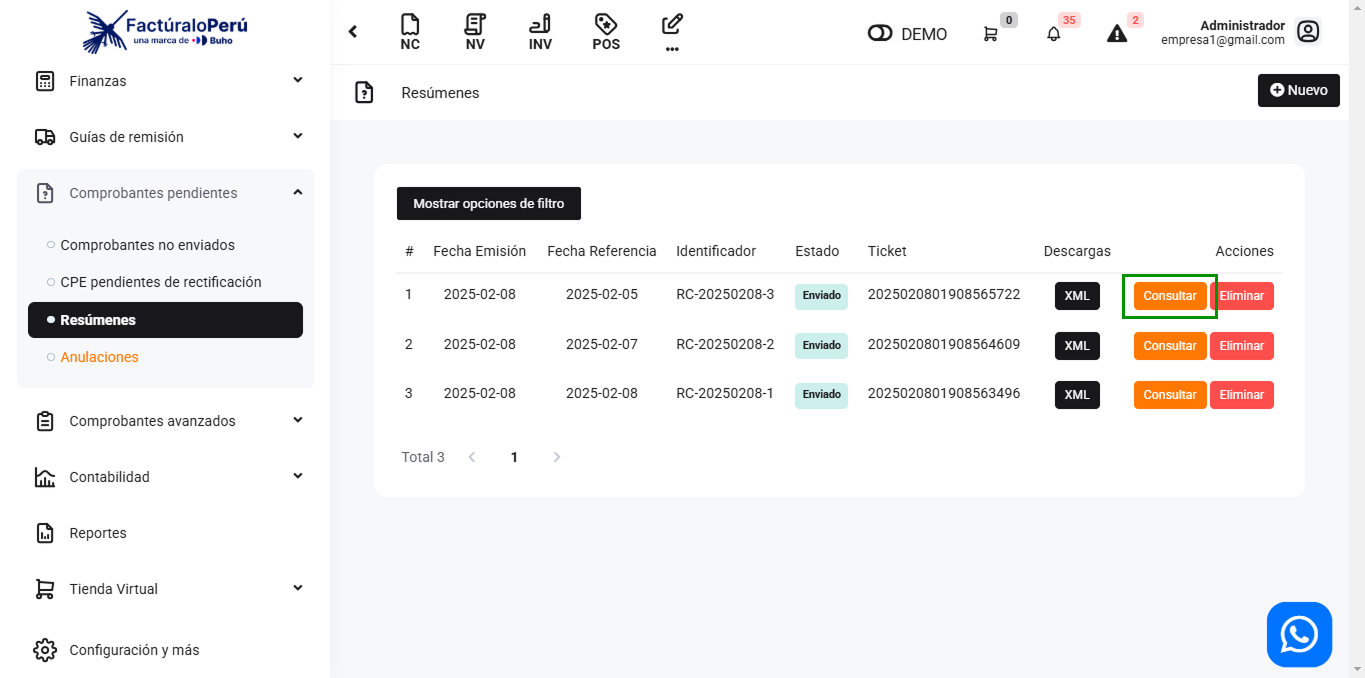 FactúraloPerú
una marca de Buho
NC
NV
INV
POS
...
DEMO
0
35
2
Administrador
empresa1@gmail.com
Finanzas
Guías de remisión
Comprobantes pendientes
Comprobantes no enviados
CPE pendientes de rectificación
Resúmenes
Anulaciones
Comprobantes avanzados
Contabilidad
Reportes
Tienda Virtual
Configuración y más
Resúmenes
Nuevo
Mostrar opciones de filtro
# Fecha Emisión Fecha Referencia Identificador Estado Ticket Descargas Acciones
1 2025-02-08 2025-02-05 RC-20250208-3 Enviado 2025020801908565722 XML Consultar Eliminar
2 2025-02-08 2025-02-07 RC-20250208-2 Enviado 2025020801908564609 XML Consultar Eliminar
3 2025-02-08 2025-02-08 RC-20250208-1 Enviado 2025020801908563496 XML Consultar Eliminar
Total 3 1